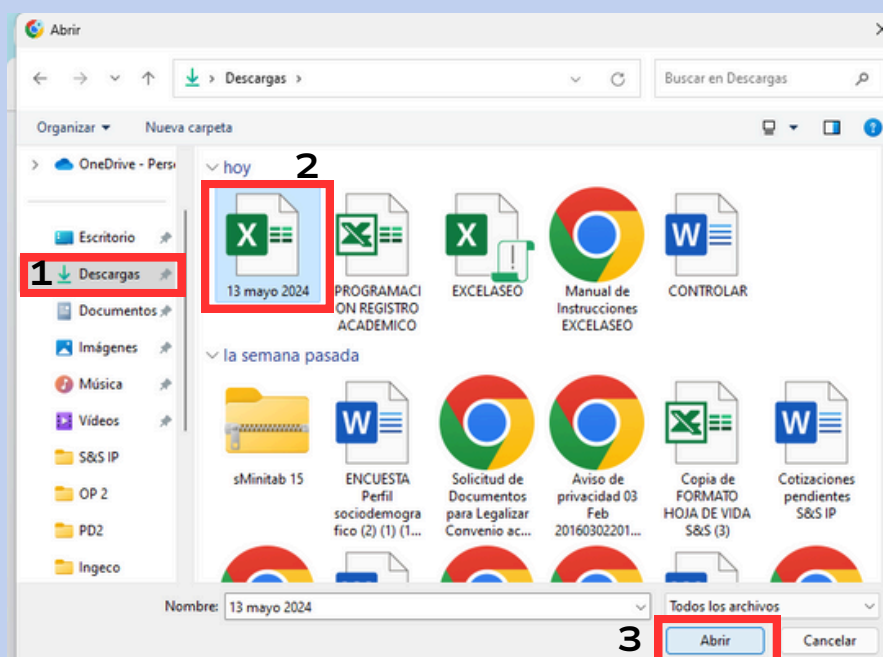 Abrir
Descargas
Buscar en Descargas
Organizar
Nueva carpeta
OneDrive - Pers
hoy
2
Escritorio
1
Descargas
Documentos
Imágenes
Música
Vídeos
S&S IP
OP 2
PD2
Ingeco
13 mayo 2024
PROGRAMACI
ON REGISTRO
ACADEMICO
EXCELASEO
Manual de
Instrucciones
EXCELASEO
CONTROLAR
la semana pasada
sMinitab 15
ENCUESTA
Perfil
sociodemogra
fico (2) (1) (1...
Solicitud de
Documentos
para Legalizar
Convenio ac...
Aviso de
privacidad 03
Feb
20160302201...
Copia de
FORMATO
HOJA DE VIDA
S&S (3)
Cotizaciones
pendientes
S&S IP
Nombre:
13 mayo 2024
Todos los archivos
3
Abrir
Cancelar